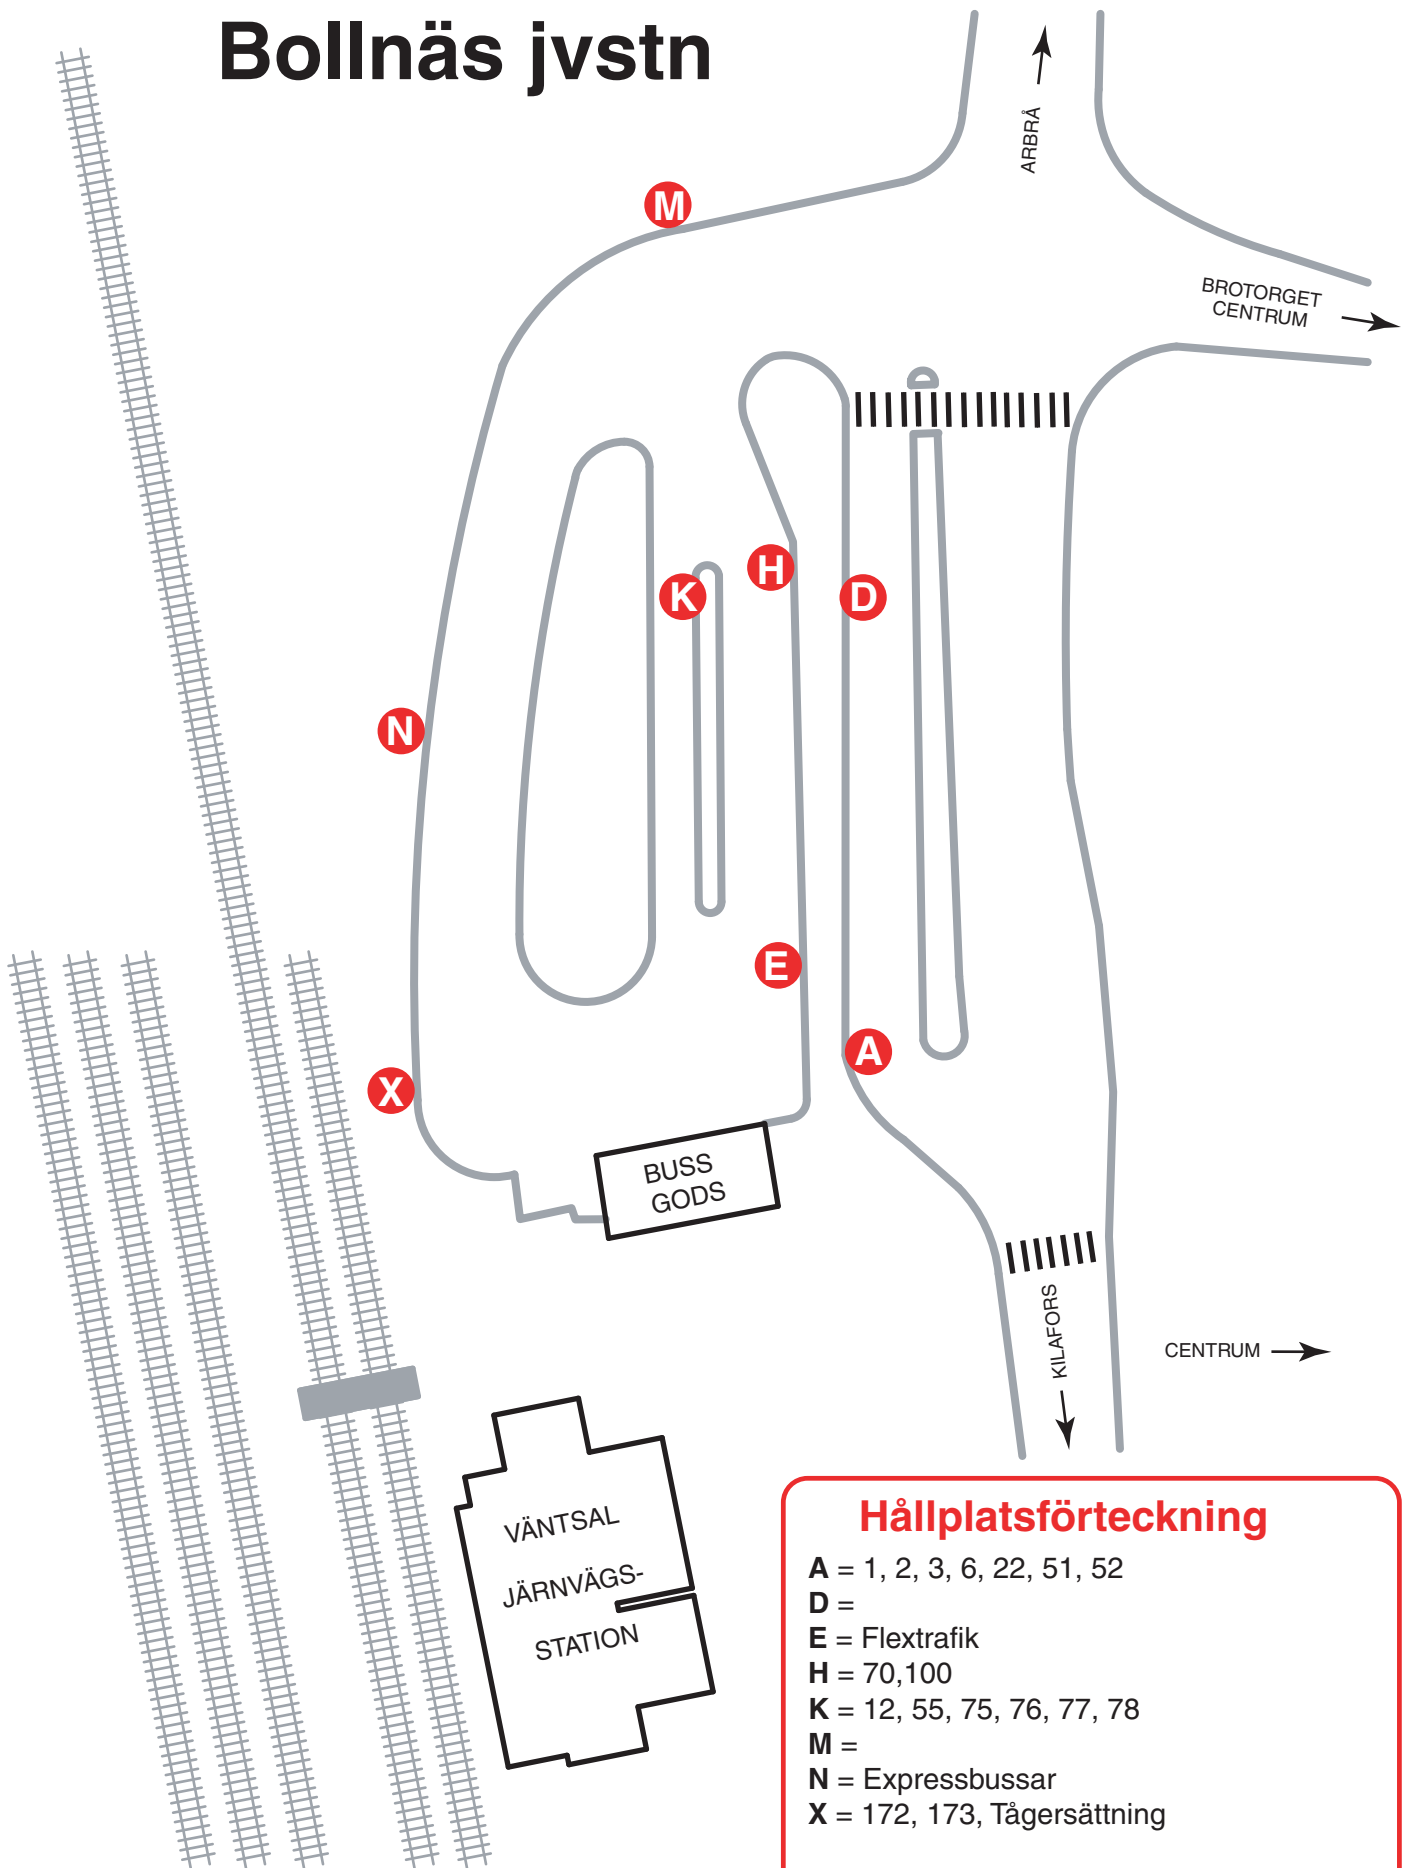 Bollnäs jvstn
ARBRÅ
M
BROTORGET
CENTRUM
H
K
D
N
E
A
X
BUSS
GODS
KILAFORS
CENTRUM
VÄNTSAL
JÄRNVÄGS-
STATION
Hållplatsförteckning
A = 1, 2, 3, 6, 22, 51, 52
D =
E = Flextrafik
H = 70,100
K = 12, 55, 75, 76, 77, 78
M =
N = Expressbussar
X = 172, 173, Tågersättning